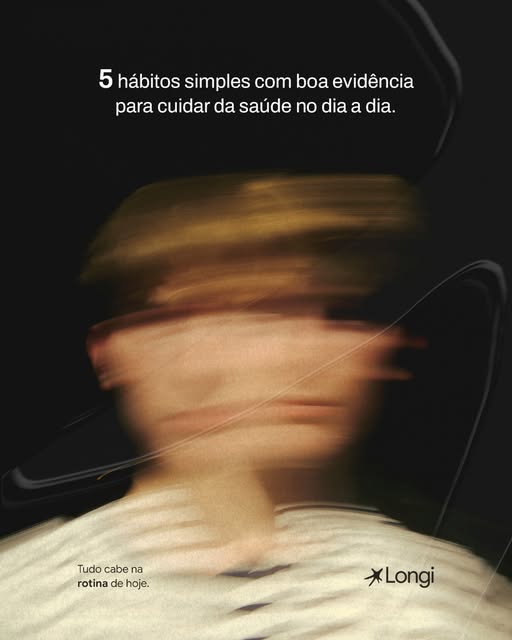 5 hábitos simples com boa evidência
para cuidar da saúde no dia a dia.
Tudo cabe na
rotina de hoje.
Longi